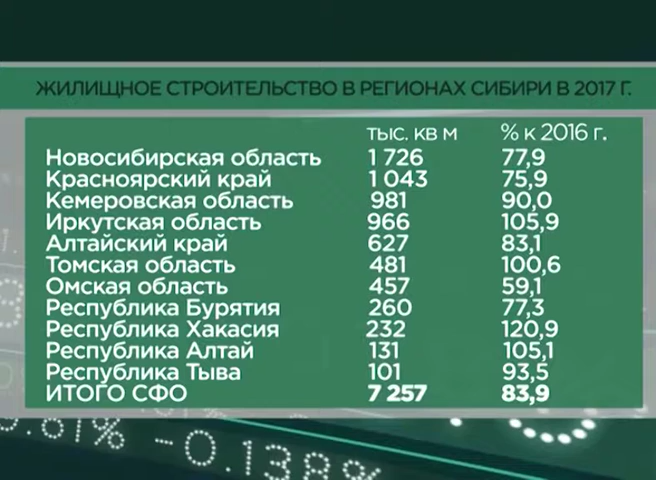 ЖИЛИЩНОЕ СТРОИТЕЛЬСТВО В РЕГИОНАХ СИБИРИ В 2017 Г.
тыс. кв м % к 2016 г.
Новосибирская область 1 726 77,9
Красноярский край 1 043 75,9
Кемеровская область 981 90,0
Иркутская область 966 105,9
Алтайский край 627 83,1
Томская область 481 100,6
Омская область 457 59,1
Республика Бурятия 260 77,3
Республика Хакасия 232 120,9
Республика Алтай 131 105,1
Республика Тыва 101 93,5
ИТОГО СФО 7 257 83,9
0.61% -0.138%